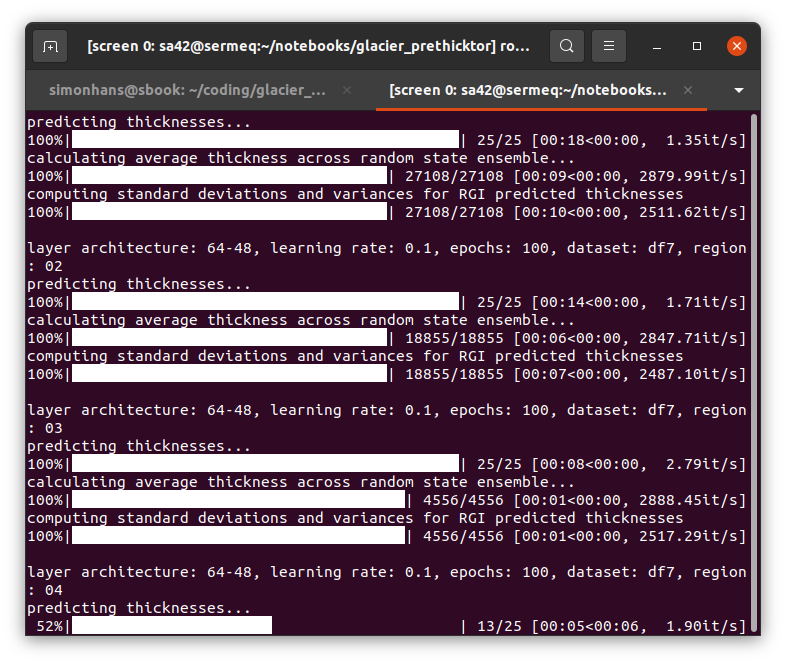 [screen 0: sa42@sermeq:~/notebooks/glacier_prethicktor] ro...
simonhans@sbook: ~/coding/glacier_... ×
[screen 0: sa42@sermeq:~/notebooks... ×
predicting thicknesses...
100%| | 25/25 [00:18<00:00,  1.35it/s]
calculating average thickness across random state ensemble...
100%| | 27108/27108 [00:09<00:00, 2879.99it/s]
computing standard deviations and variances for RGI predicted thicknesses
100%| | 27108/27108 [00:10<00:00, 2511.62it/s]
layer architecture: 64-48, learning rate: 0.1, epochs: 100, dataset: df7, region
: 02
predicting thicknesses...
100%| | 25/25 [00:14<00:00,  1.71it/s]
calculating average thickness across random state ensemble...
100%| | 18855/18855 [00:06<00:00, 2847.71it/s]
computing standard deviations and variances for RGI predicted thicknesses
100%| | 18855/18855 [00:07<00:00, 2487.10it/s]
layer architecture: 64-48, learning rate: 0.1, epochs: 100, dataset: df7, region
: 03
predicting thicknesses...
100%| | 25/25 [00:08<00:00,  2.79it/s]
calculating average thickness across random state ensemble...
100%| | 4556/4556 [00:01<00:00, 2888.45it/s]
computing standard deviations and variances for RGI predicted thicknesses
100%| | 4556/4556 [00:01<00:00, 2517.29it/s]
layer architecture: 64-48, learning rate: 0.1, epochs: 100, dataset: df7, region
: 04
predicting thicknesses...
52%| | 13/25 [00:05<00:06,  1.90it/s]